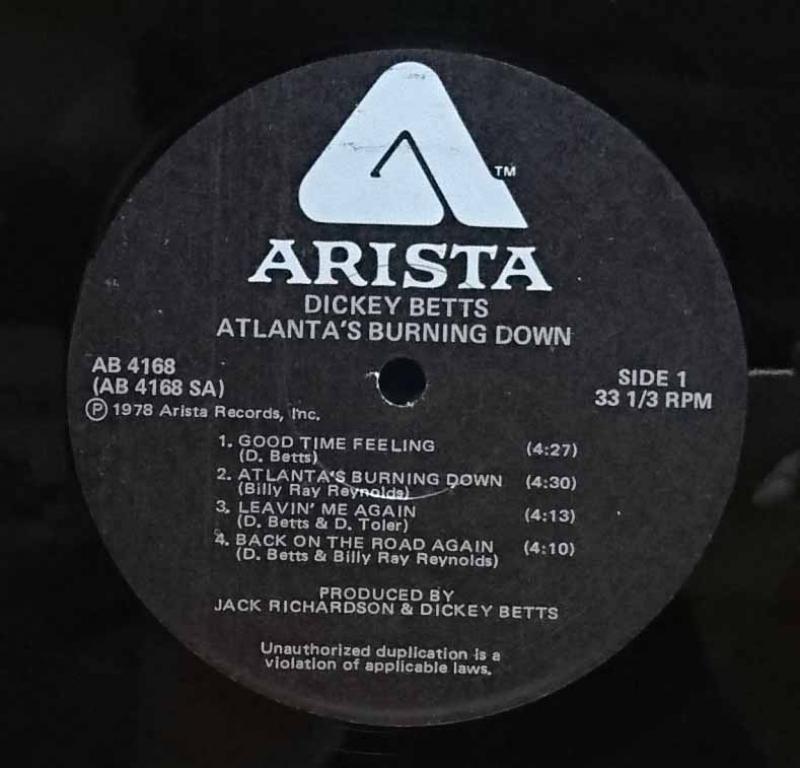 TM
ARISTA
DICKEY BETTS
ATLANTA'S BURNING DOWN
AB 4168
(AB 4168 SA)
Ⓟ 1978 Arista Records, Inc.
SIDE 1
33 1/3 RPM
1. GOOD TIME FEELING (4:27)
(D. Betts)
2. ATLANTA'S BURNING DOWN (4:30)
(Billy Ray Reynolds)
3. LEAVIN' ME AGAIN (4:13)
(D. Betts & D. Toler)
4. BACK ON THE ROAD AGAIN (4:10)
(D. Betts & Billy Ray Reynolds)
PRODUCED BY
JACK RICHARDSON & DICKEY BETTS
Unauthorized duplication is a
violation of applicable laws.